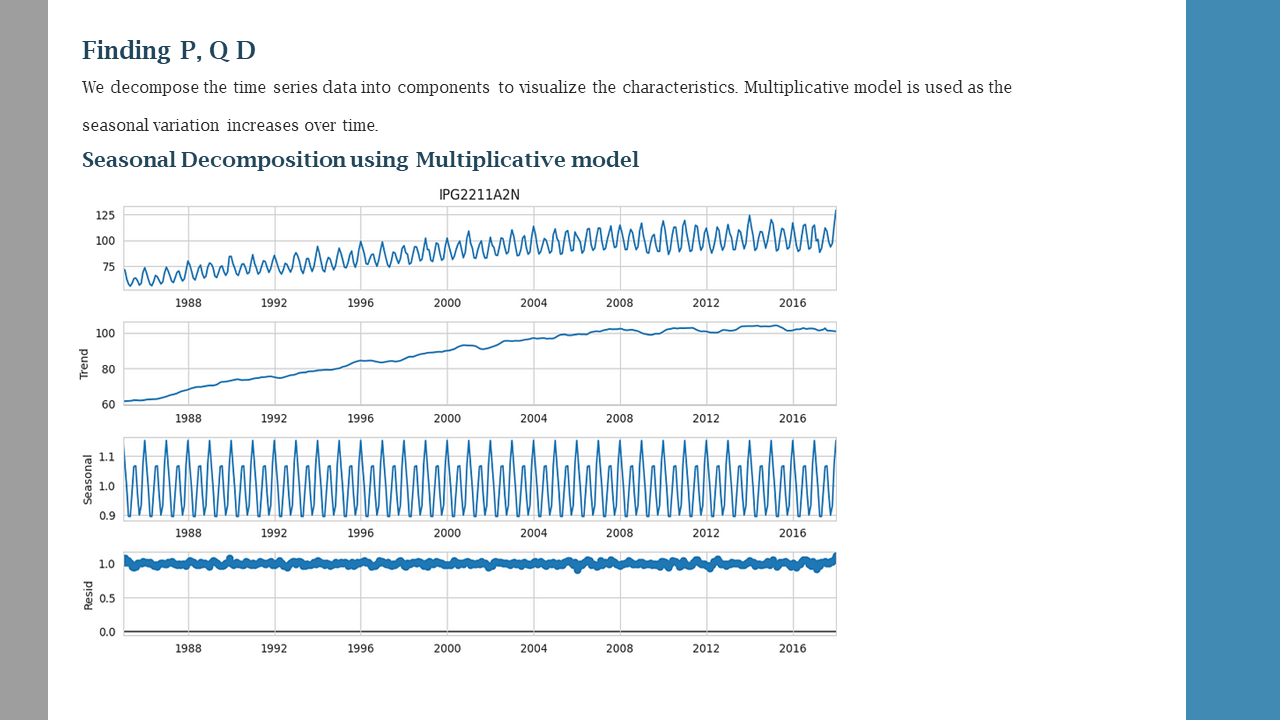 Finding P, Q D
We decompose the time series data into components to visualize the characteristics. Multiplicative model is used as the
seasonal variation increases over time.
Seasonal Decomposition using Multiplicative model
IPG2211A2N
125
100
75
1988 1992 1996 2000 2004 2008 2012 2016
Trend
100
80
60
1988 1992 1996 2000 2004 2008 2012 2016
Seasonal
1.1
1.0
0.9
1988 1992 1996 2000 2004 2008 2012 2016
Resid
1.0
0.5
0.0
1988 1992 1996 2000 2004 2008 2012 2016